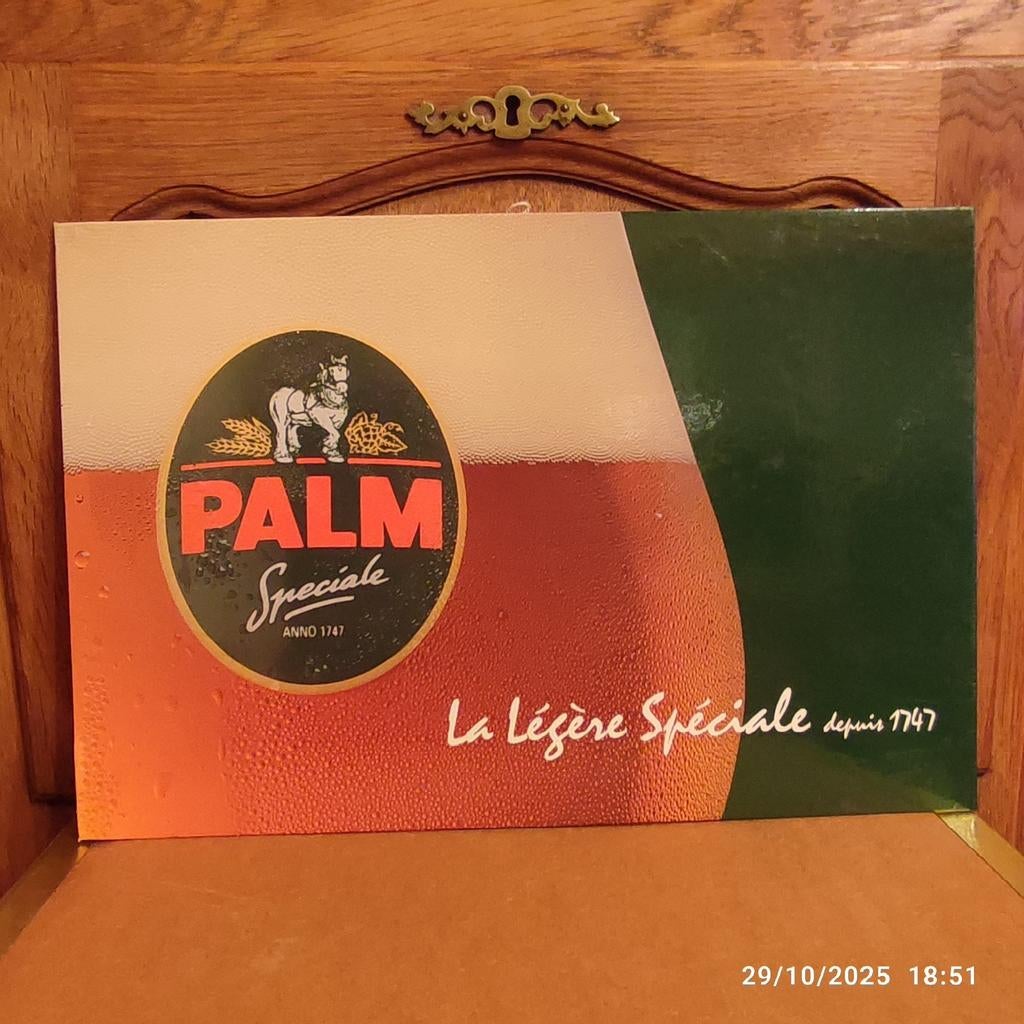 PALM
Speciale
ANNO 1747
La Légère Spéciale depuis 1747
29/10/2025 18:51